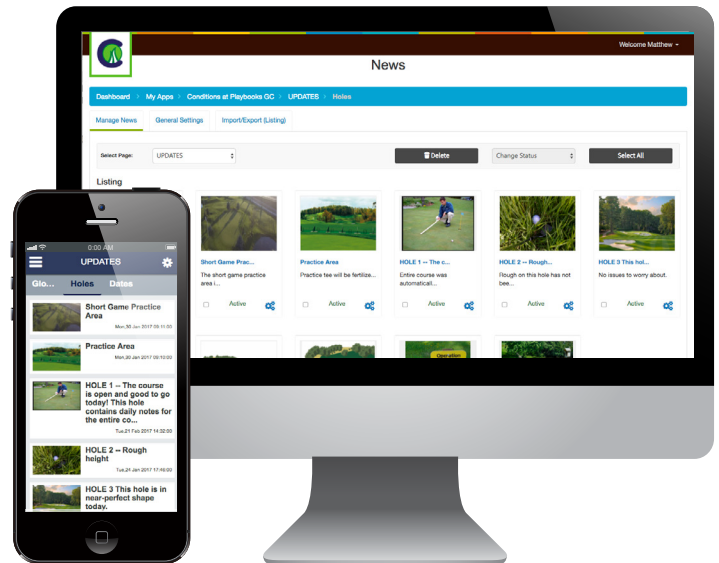 Welcome Matthew
News
Dashboard > My Apps > Conditions at Playbooks GC > UPDATES > Holes
Manage News General Settings Import/Export (Listing)
Select Page: UPDATES Delete Change Status Select All
Listing
Short Game Prac... Practice Area HOLE 1 -- The c... HOLE 2 -- Rough... HOLE 3 This hol...
The short game practice Practice tee will be fertilize... Entire course was Rough on this hole has not No issues to worry about.
area i... automaticall... bee...
Active Active Active Active Active
Operation
0:00 AM
UPDATES
Glo... Holes Dates
Short Game Practice
Area
Mon,30 Jan 2017 09:11:00
Practice Area
Mon,30 Jan 2017 09:10:00
HOLE 1 -- The course
is open and good to go
today! This hole
contains daily notes for
the entire co...
Tue,21 Feb 2017 14:32:00
HOLE 2 -- Rough
height
Tue,24 Jan 2017 17:48:00
HOLE 3 This hole is in
near-perfect shape
today.